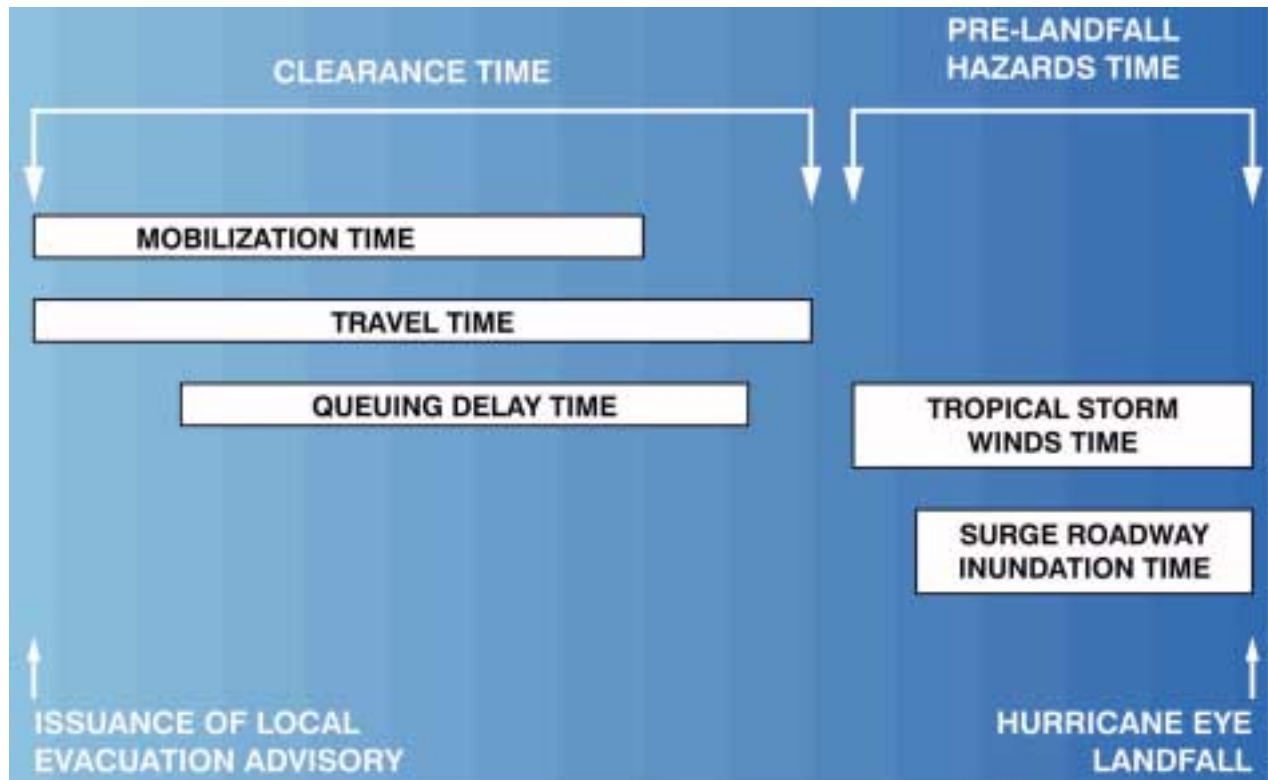 CLEARANCE TIME
PRE-LANDFALL
HAZARDS TIME
MOBILIZATION TIME
TRAVEL TIME
QUEUING DELAY TIME
TROPICAL STORM
WINDS TIME
SURGE ROADWAY
INUNDATION TIME
ISSUANCE OF LOCAL
EVACUATION ADVISORY
HURRICANE EYE
LANDFALL